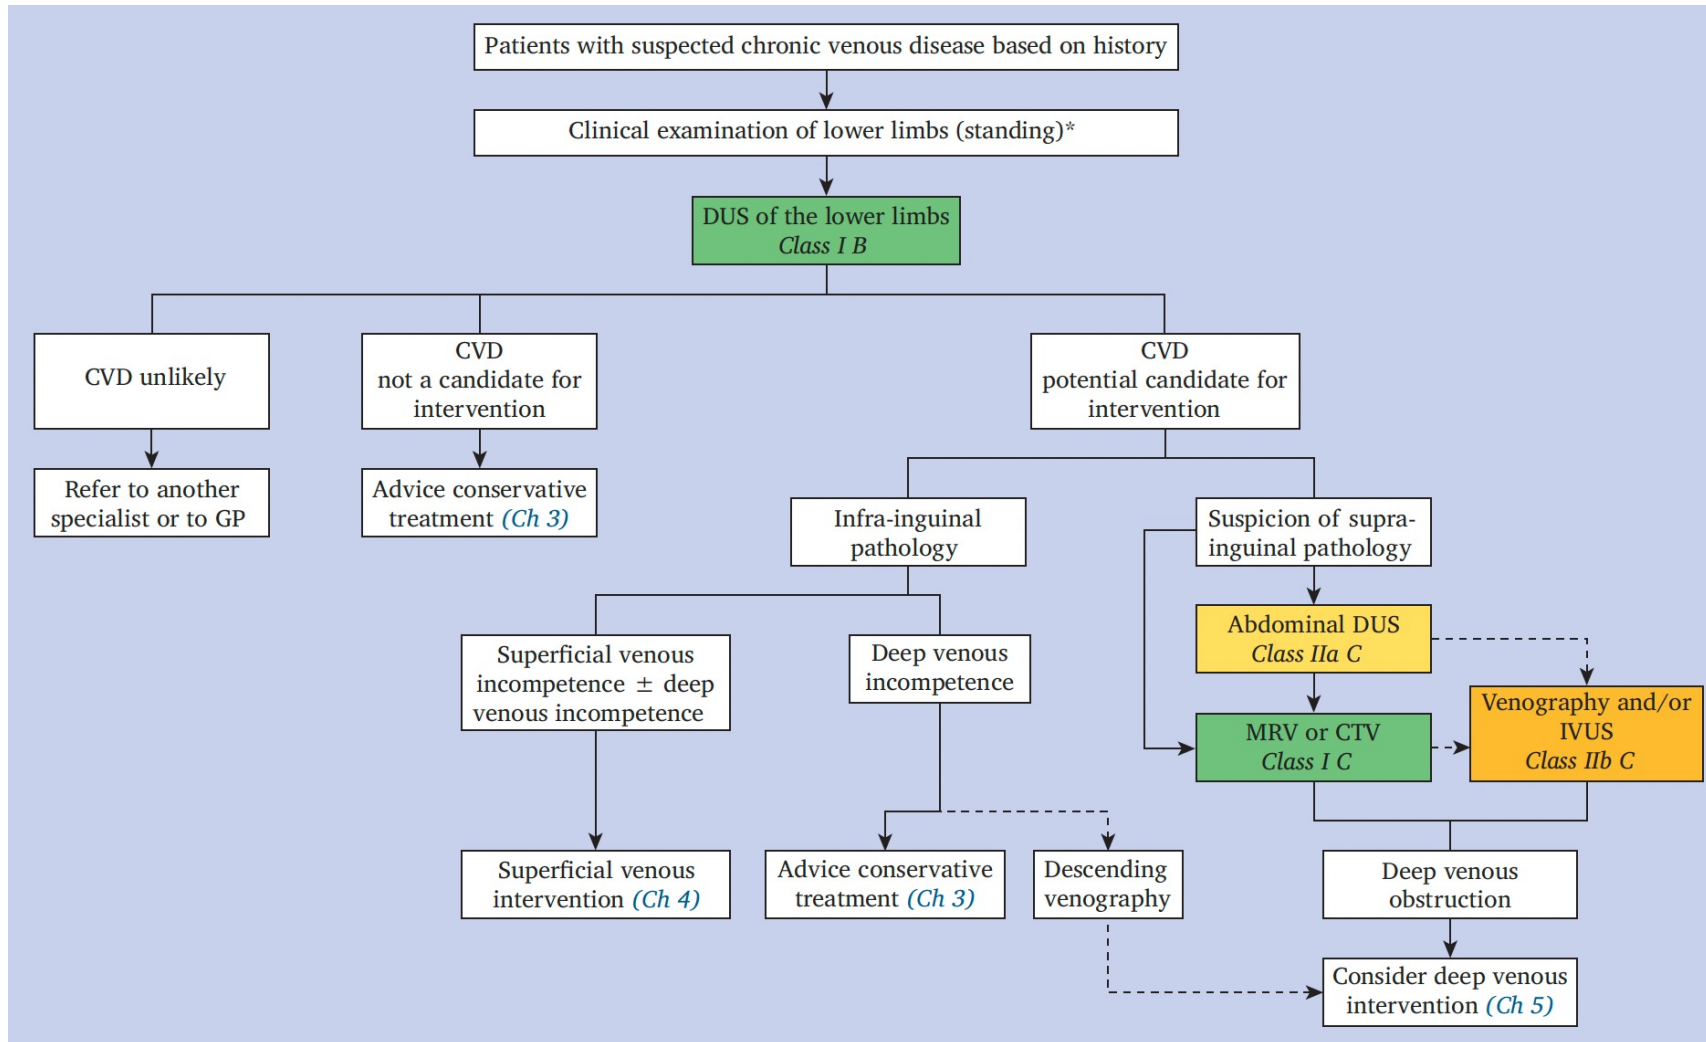 Patients with suspected chronic venous disease based on history
Clinical examination of lower limbs (standing)*
DUS of the lower limbs
Class I B
CVD unlikely
CVD
not a candidate for
intervention
CVD
potential candidate for
intervention
Refer to another
specialist or to GP
Advice conservative
treatment (Ch 3)
Infra-inguinal
pathology
Suspicion of supra-
inguinal pathology
Superficial venous
incompetence ± deep
venous incompetence
Deep venous
incompetence
Abdominal DUS
Class IIa C
MRV or CTV
Class I C
Venography and/or
IVUS
Class IIb C
Superficial venous
intervention (Ch 4)
Advice conservative
treatment (Ch 3)
Descending
venography
Deep venous
obstruction
Consider deep venous
intervention (Ch 5)